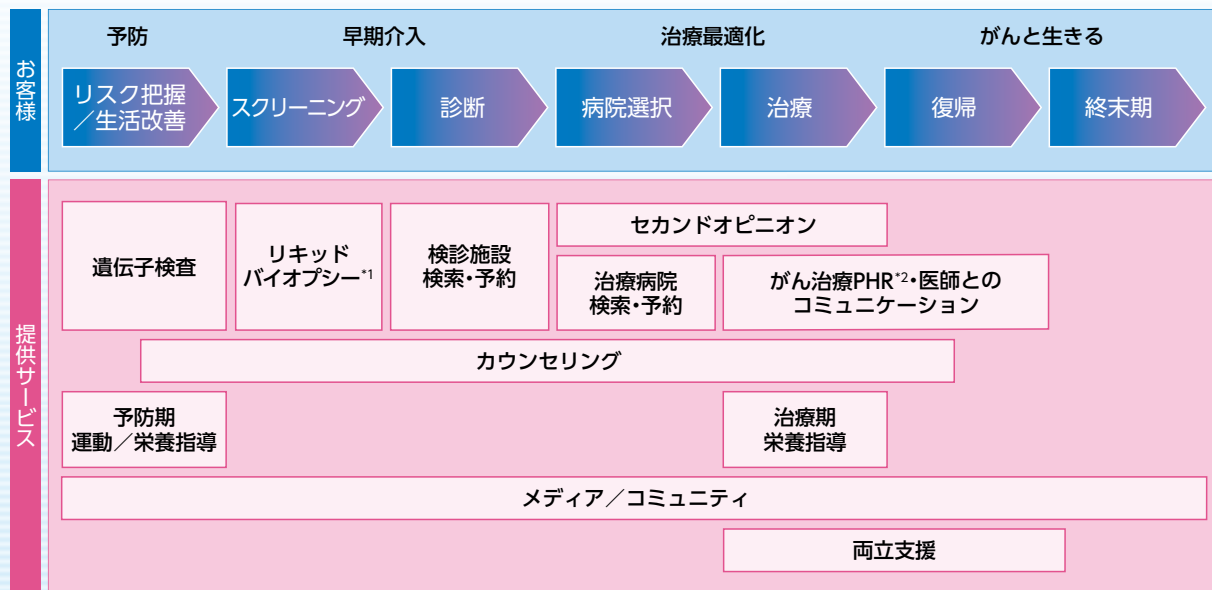 お客様
予防
早期介入
治療最適化
がんと生きる
リスク把握
／生活改善
スクリーニング
診断
病院選択
治療
復帰
終末期
提供サービス
遺伝子検査
リキッド
バイオプシー*1
検診施設
検索・予約
セカンドオピニオン
治療病院
検索・予約
がん治療PHR*2・医師との
コミュニケーション
カウンセリング
予防期
運動／栄養指導
治療期
栄養指導
メディア／コミュニティ
両立支援